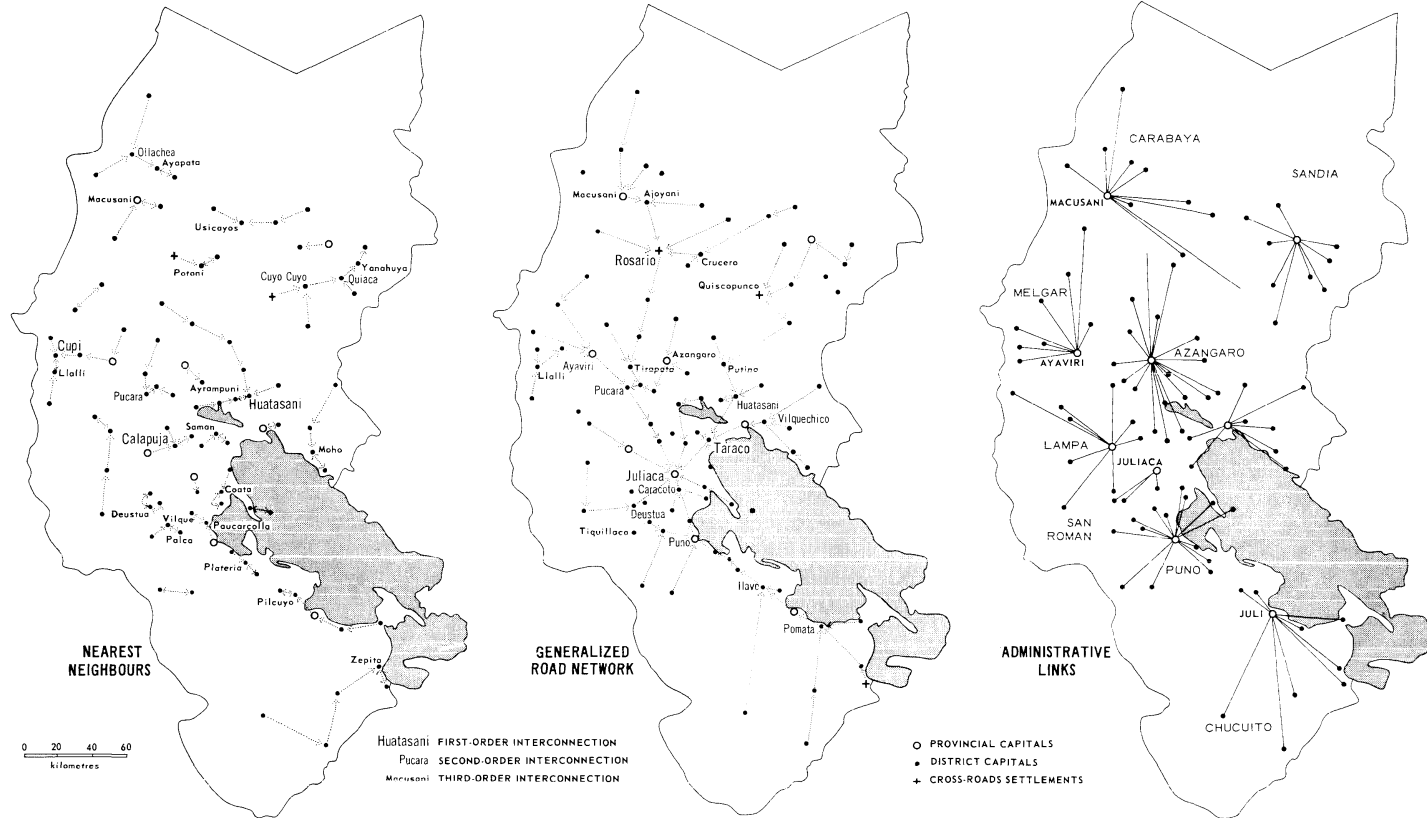 Ollachea
Ayapata
Macusani
Usicayos
Potoni
Cuyo Cuyo
Yanahuya
Quiaca
Cupi
Llalli
Pucara
Ayrampuni
Huatasani
Calapuja
Saman
Moho
Coata
Deustua
Vilque
Paucarcolla
Palca
Plateria
Pilcuyo
Zepita
NEAREST
NEIGHBOURS
0 20 40 60
kilometres
Macusani
Ajoyani
Rosario
Crucero
Quiscopunco
Ayaviri
Azangaro
Llalli
Tirapata
Putina
Pucara
Huatasani
Vilquechico
Taraco
Juliaca
Caracoto
Deustua
Tiquillaco
Puno
Ilave
Pomata
GENERALIZED
ROAD NETWORK
Huatasani FIRST-ORDER INTERCONNECTION
Pucara SECOND-ORDER INTERCONNECTION
Macusani THIRD-ORDER INTERCONNECTION
CARABAYA
SANDIA
MACUSANI
MELGAR
AYAVIRI
AZANGARO
LAMPA
JULIACA
SAN
ROMAN
PUNO
JULI
CHUCUITO
ADMINISTRATIVE
LINKS
PROVINCIAL CAPITALS
DISTRICT CAPITALS
CROSS-ROADS SETTLEMENTS